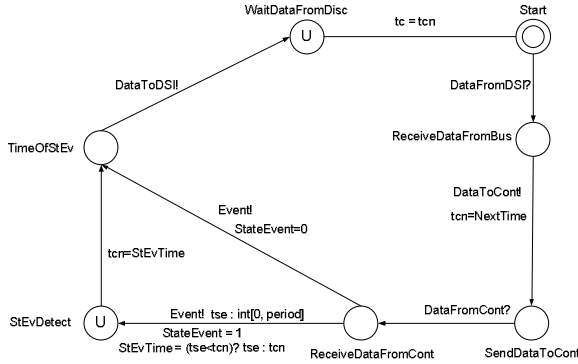 WaitDataFromDisc
Start
tc = tcn
U
DataToDSI!
DataFromDSI?
ReceiveDataFromBus
TimeOfStEv
DataToCont!
tcn=NextTime
Event!
StateEvent=0
tcn=StEvTime
Event! tse : int[0, period]
DataFromCont?
StEvDetect
U
StateEvent = 1
StEvTime = (tse<tcn)? tse : tcn
ReceiveDataFromCont
SendDataToCont